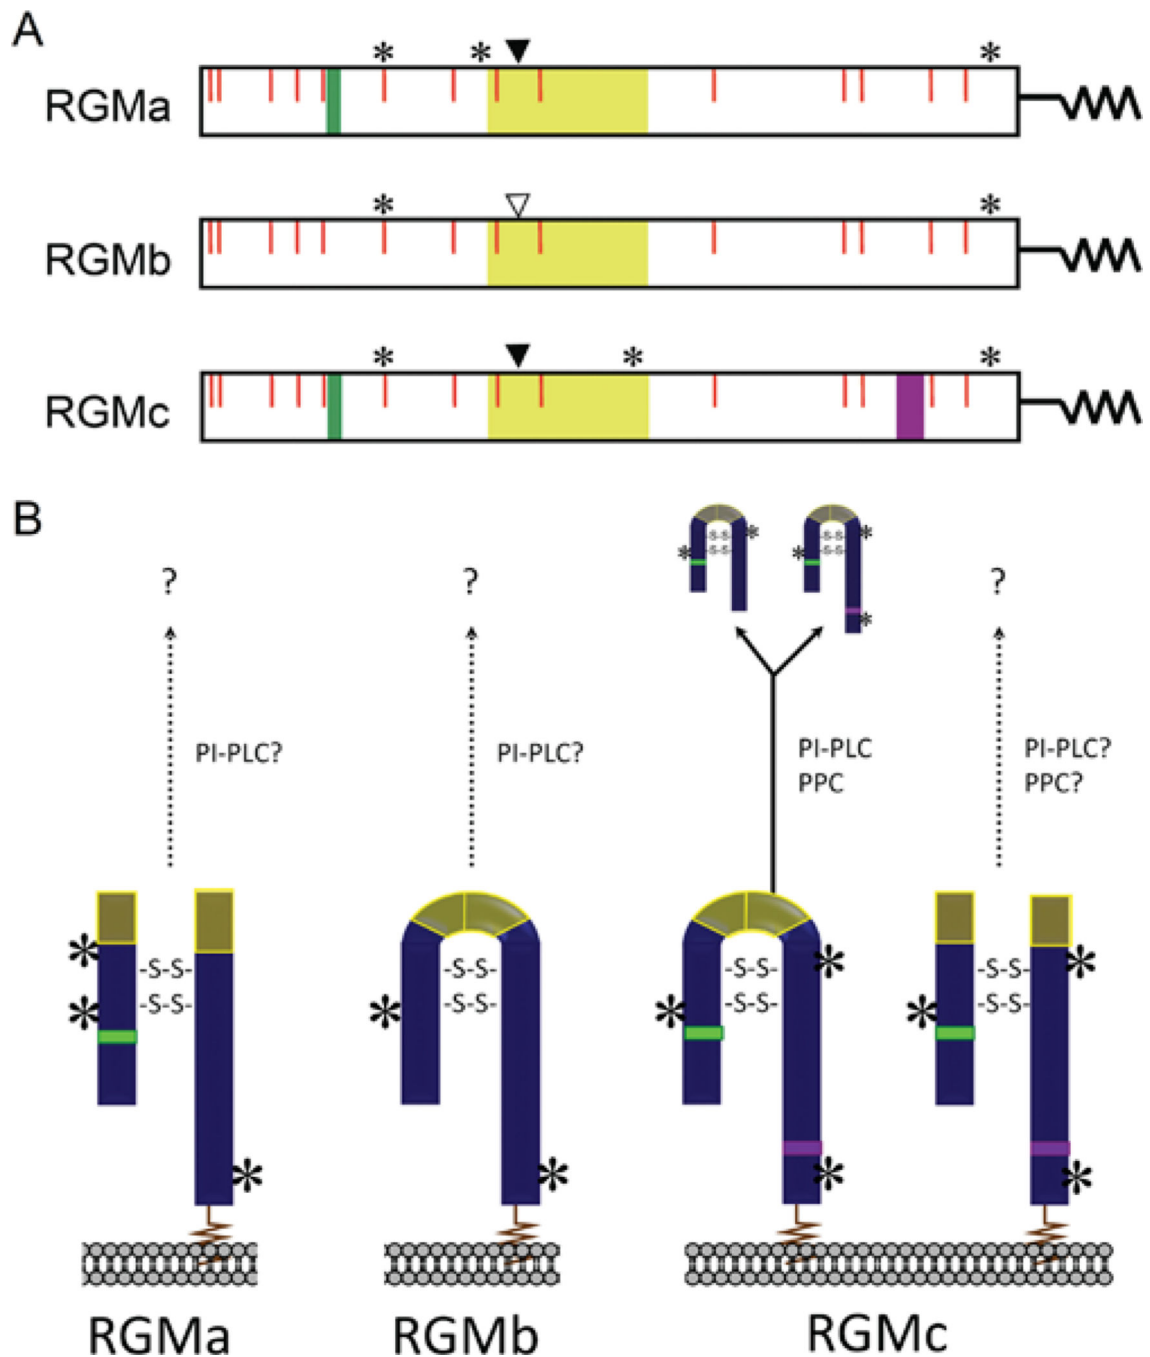 A
* * ▼ *
RGMa
* ▽ *
RGMb
* ▼ * *
RGMc
B
-S-S- * -S-S- *
* -S-S- * -S-S-
*
? ? ?
PI-PLC? PI-PLC? PI-PLC PI-PLC?
PPC PPC?
* -S-S- -S-S- -S-S- * -S-S- *
* -S-S- * -S-S- * -S-S- * -S-S-
* * * *
RGMa RGMb RGMc